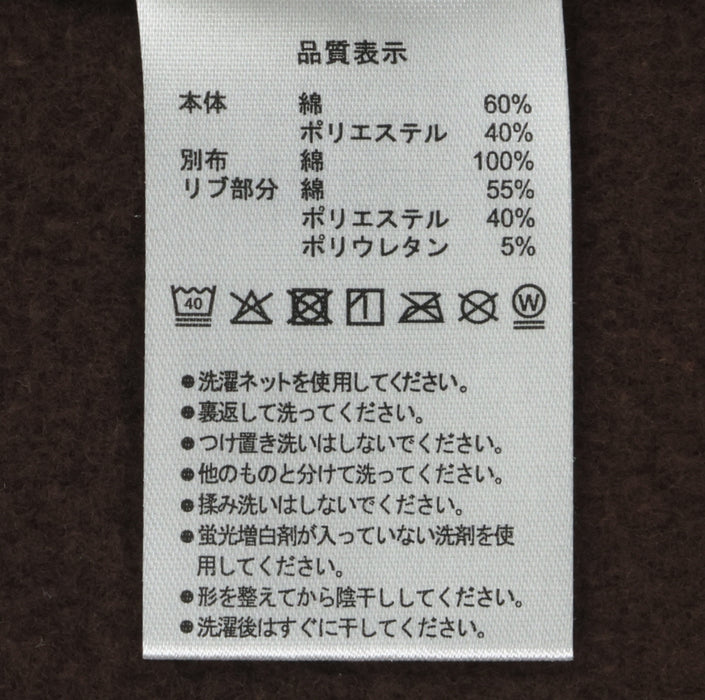 品質表示
本体 綿 60%
ポリエステル 40%
別布 綿 100%
リブ部分 綿 55%
ポリエステル 40%
ポリウレタン 5%
40 W
●洗濯ネットを使用してください。
●裏返して洗ってください。
●つけ置き洗いはしないでください。
●他のものと分けて洗ってください。
●揉み洗いはしないでください。
●蛍光増白剤が入っていない洗剤を使
用してください。
●形を整えてから陰干ししてください。
●洗濯後はすぐに干してください。